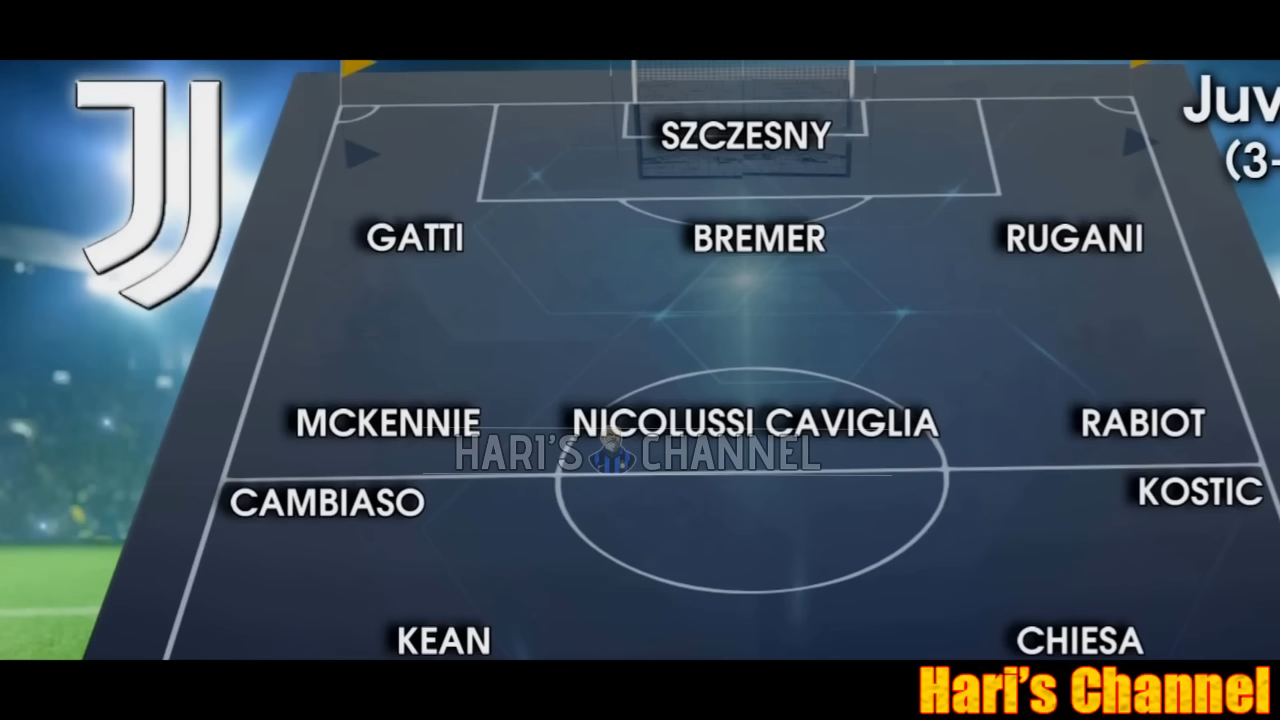 Juv
(3-
SZCZESNY
GATTI BREMER RUGANI
MCKENNIE NICOLUSSI CAVIGLIA RABIOT
HARI'S CHANNEL
CAMBIASO KOSTIC
KEAN CHIESA
Hari's Channel